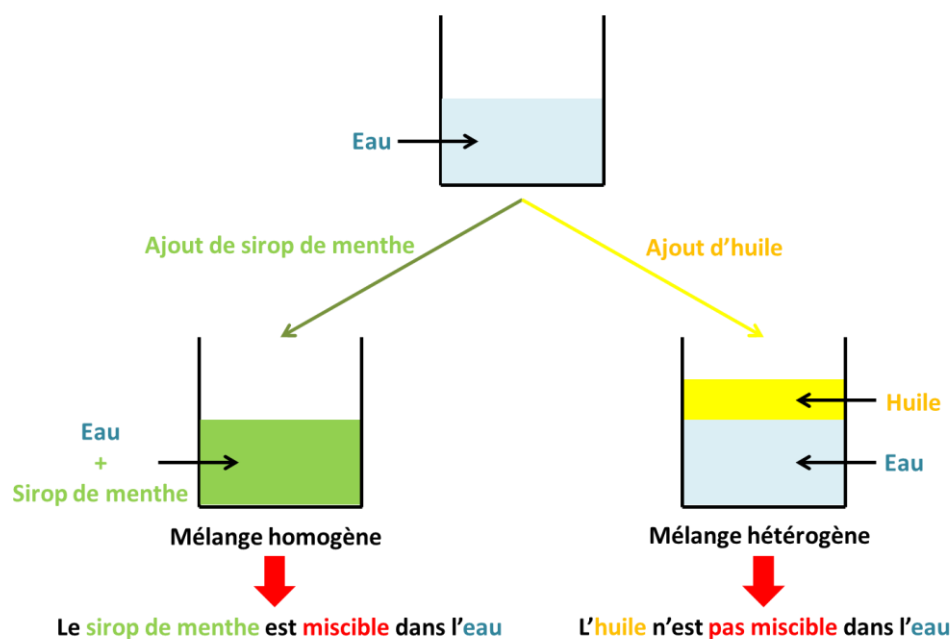 Eau
Ajout de sirop de menthe
Ajout d’huile
Eau
+
Sirop de menthe
Huile
Eau
Mélange homogène
Mélange hétérogène
Le sirop de menthe est miscible dans l’eau
L’huile n’est pas miscible dans l’eau